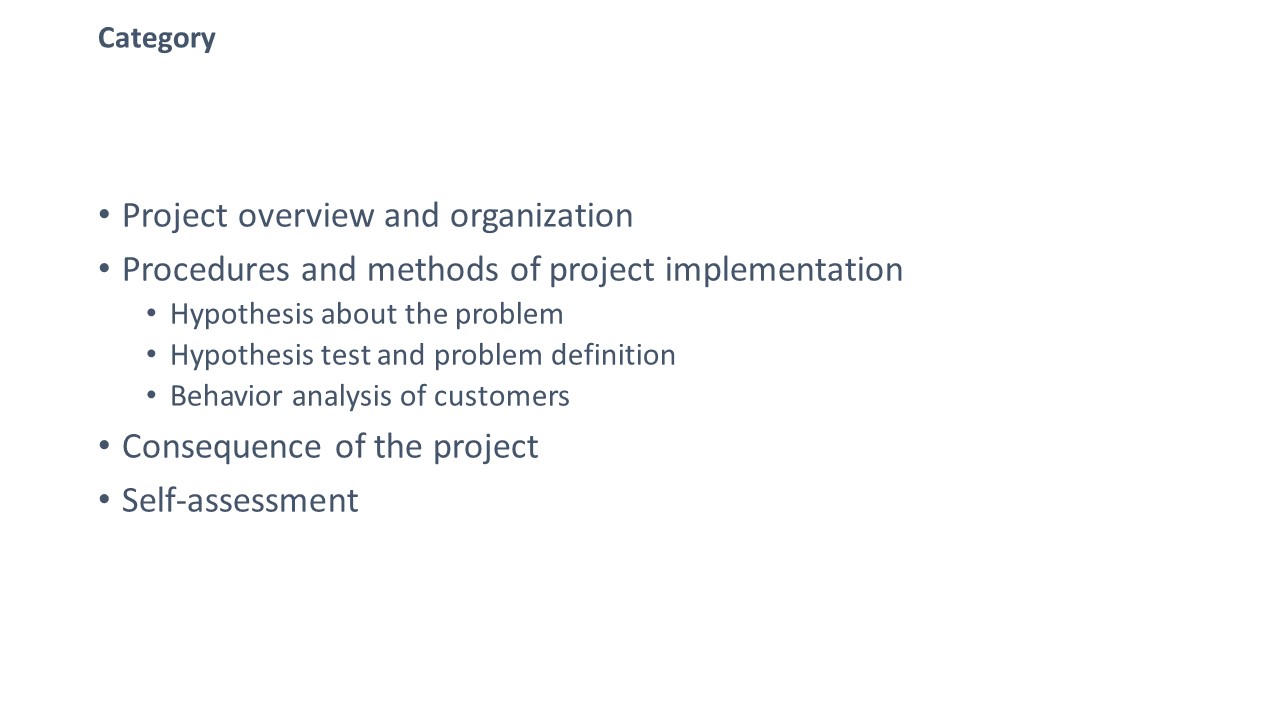 Category
• Project overview and organization
• Procedures and methods of project implementation
• Hypothesis about the problem
• Hypothesis test and problem definition
• Behavior analysis of customers
• Consequence of the project
• Self-assessment